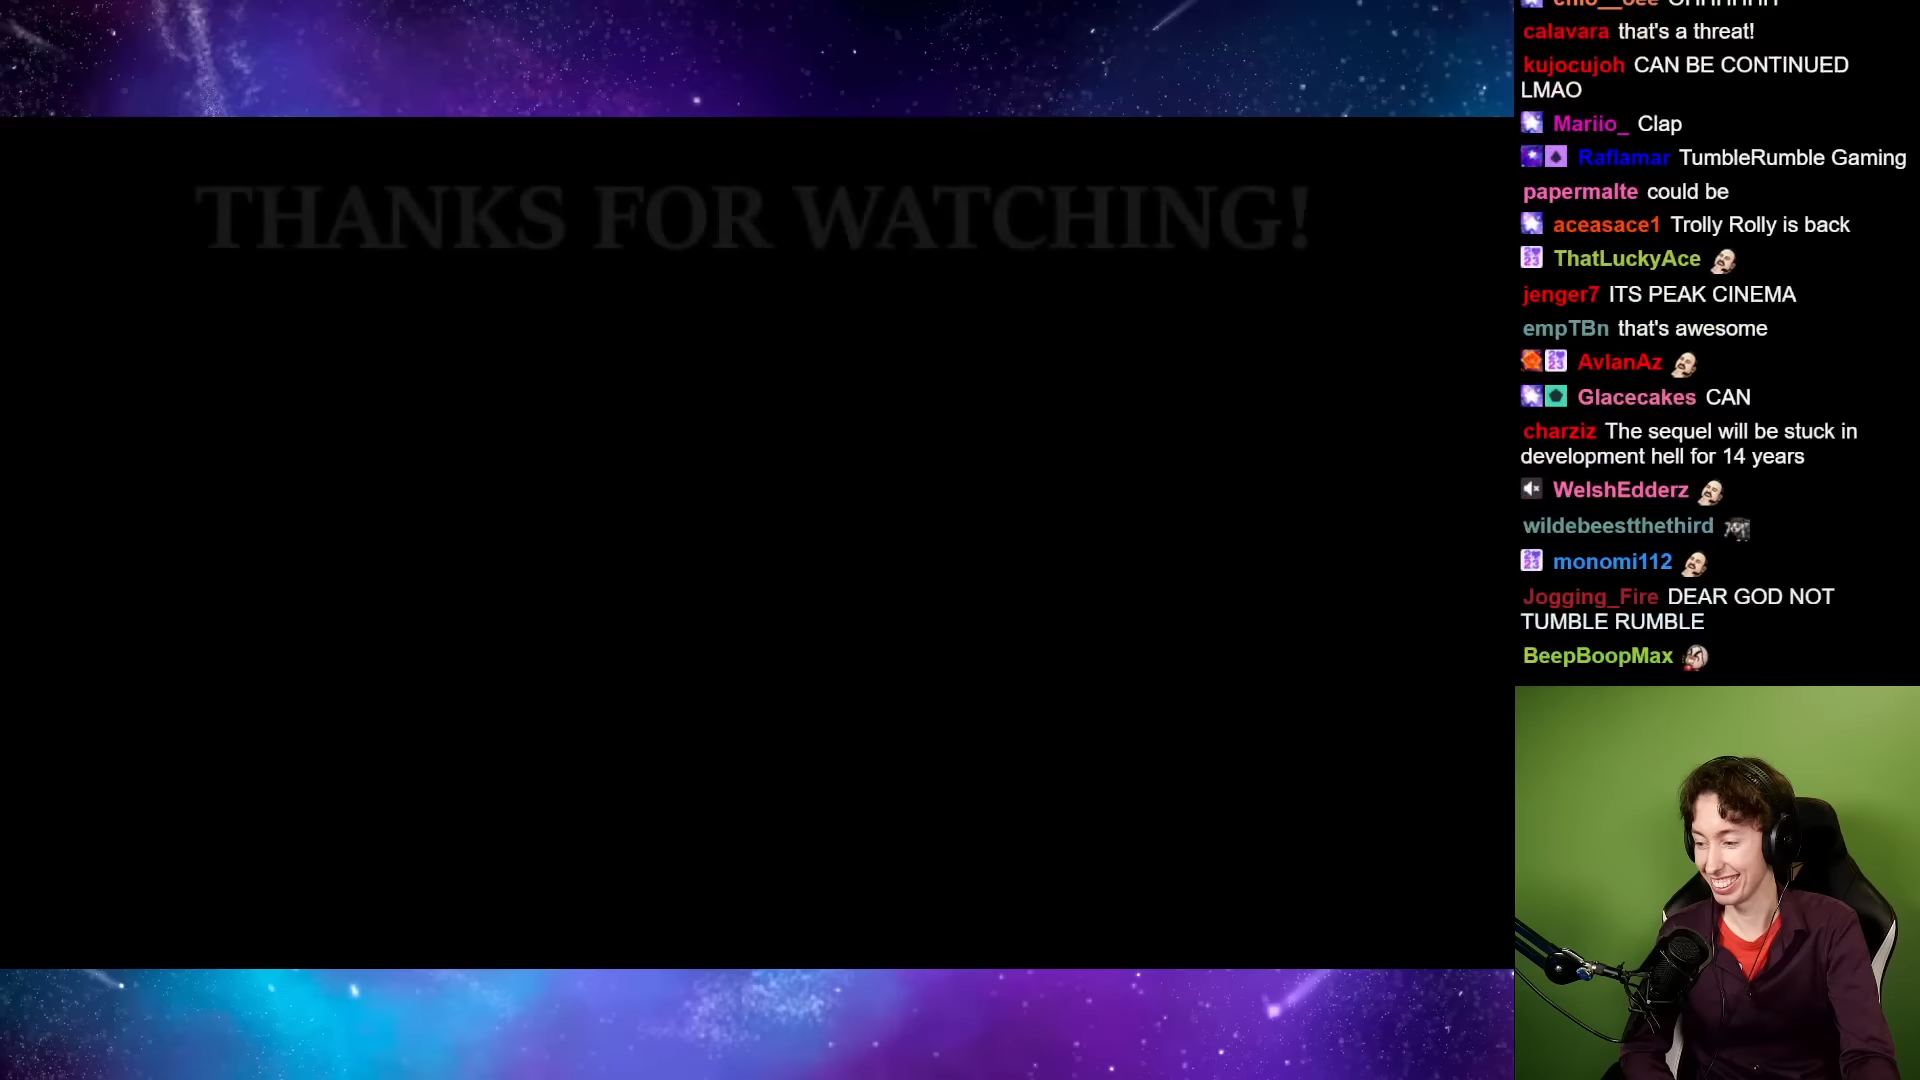 THANKS FOR WATCHING!
calavara that's a threat!
kujocujoh CAN BE CONTINUED
LMAO
Mariio_ Clap
Raflamar TumbleRumble Gaming
papermalte could be
aceasace1 Trolly Rolly is back
ThatLuckyAce
jenger7 ITS PEAK CINEMA
empTBn that's awesome
AvlanAz
Glacecakes CAN
charziz The sequel will be stuck in
development hell for 14 years
WelshEdderz
wildebeestthethird
monomi112
Jogging_Fire DEAR GOD NOT
TUMBLE RUMBLE
BeepBoopMax